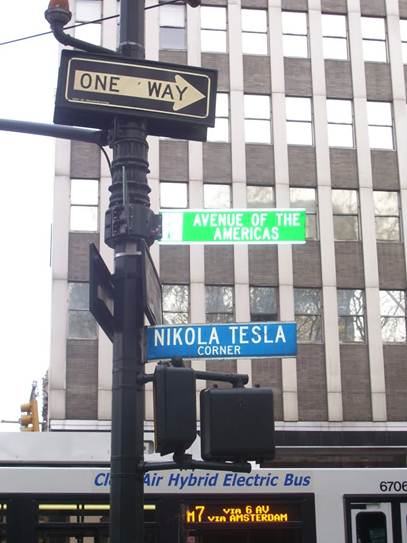 ONE WAY
AVENUE OF THE
AMERICAS
NIKOLA TESLA
CORNER
Clean Air Hybrid Electric Bus
M7 VIA 6 AV
VIA AMSTERDAM
6706